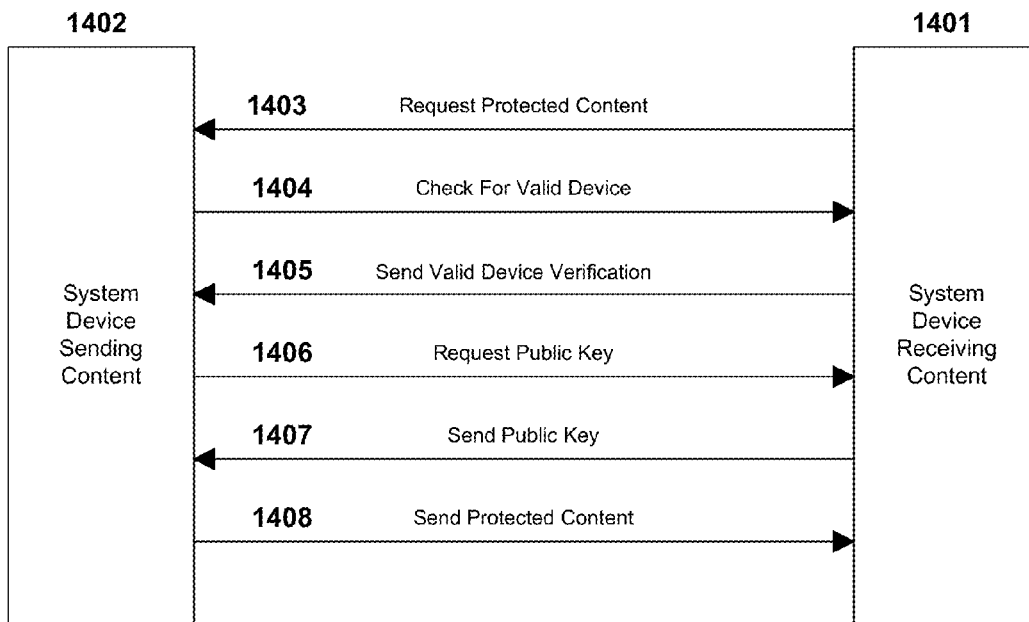 1402
1401
1403 Request Protected Content
1404 Check For Valid Device
1405 Send Valid Device Verification
System
Device
Sending
Content
System
Device
Receiving
Content
1406 Request Public Key
1407 Send Public Key
1408 Send Protected Content